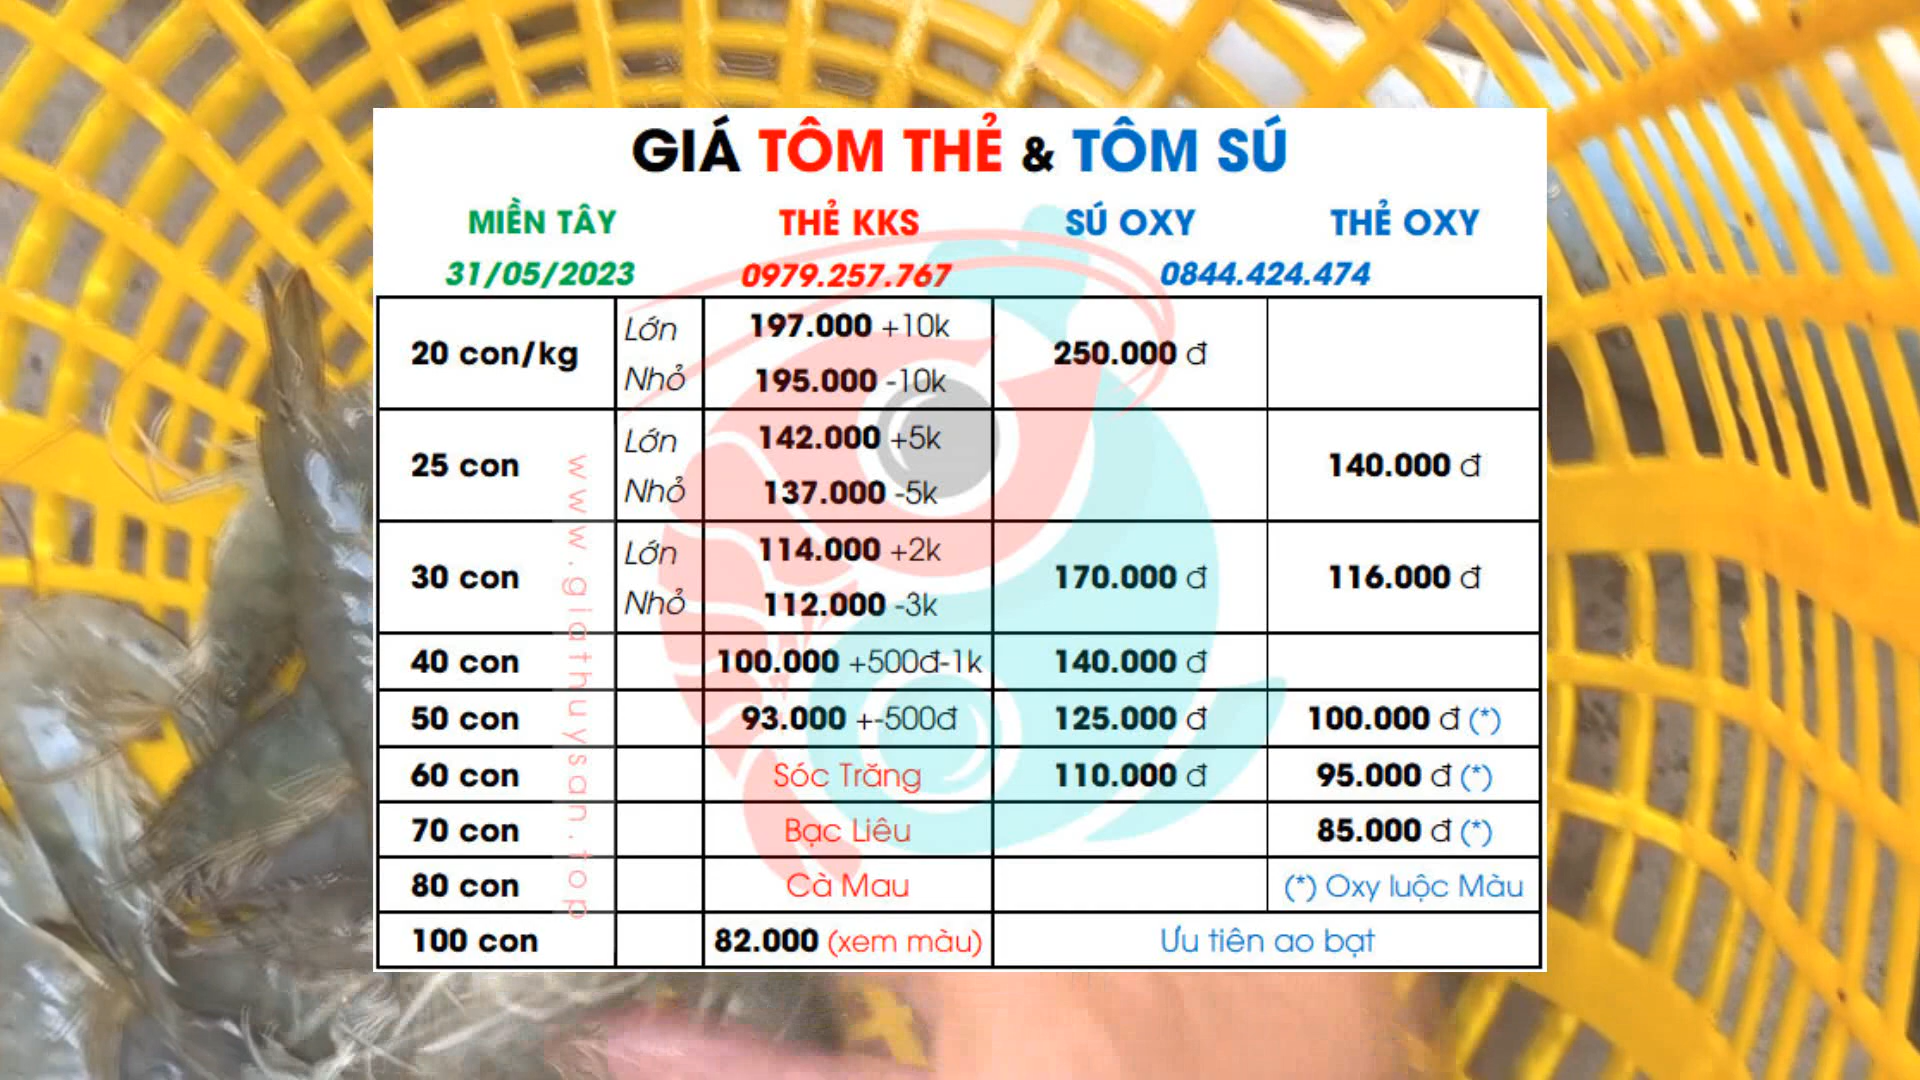 GIÁ TÔM THẺ & TÔM SÚ
MIỀN TÂY THẺ KKS SÚ OXY THẺ OXY
31/05/2023 0979.257.767 0844.424.474
20 con/kg Lớn 197.000 +10k 250.000 đ
Nhỏ 195.000 -10k
25 con Lớn 142.000 +5k 140.000 đ
Nhỏ 137.000 -5k
30 con Lớn 114.000 +2k 170.000 đ 116.000 đ
Nhỏ 112.000 -3k
40 con 100.000 +500đ-1k 140.000 đ
50 con 93.000 +-500đ 125.000 đ 100.000 đ (*)
60 con Sóc Trăng 110.000 đ 95.000 đ (*)
70 con Bạc Liêu 85.000 đ (*)
80 con Cà Mau (*) Oxy luộc Màu
100 con 82.000 (xem màu) Ưu tiên ao bạt
www.giathuysan.top